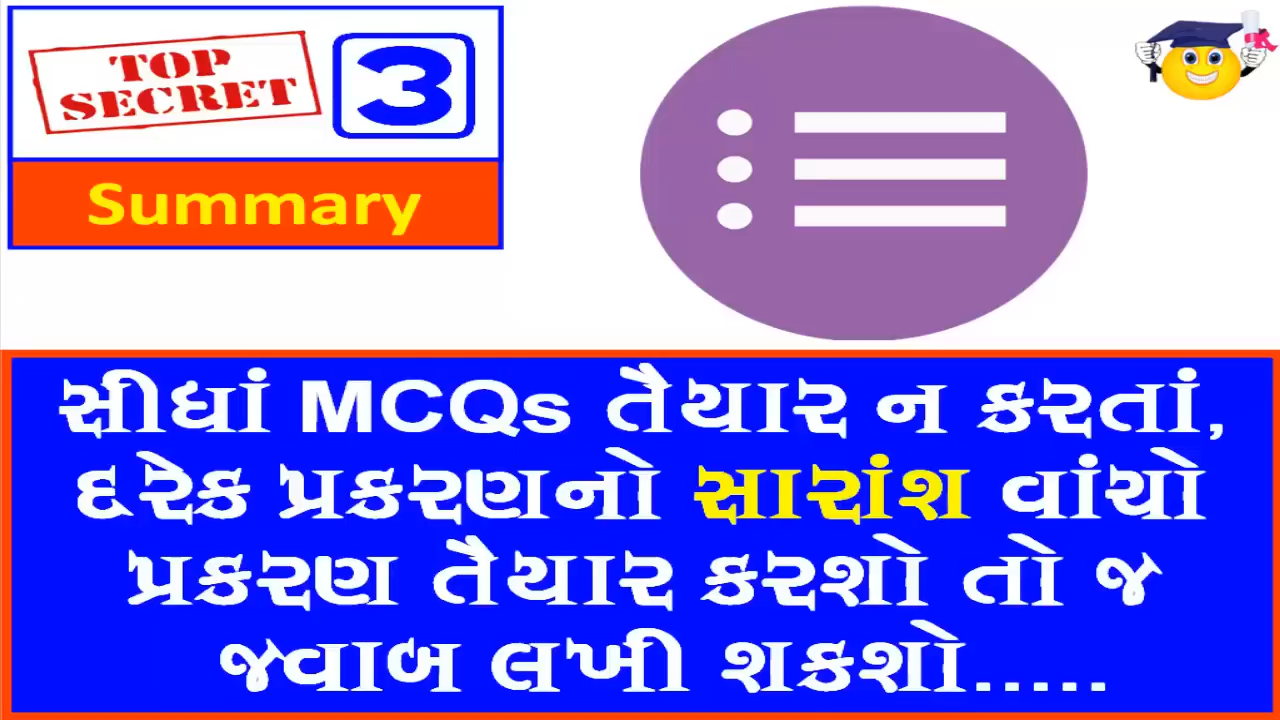 TOP
SECRET
3
Summary
સીધાં MCQs તૈયાર ન કરતાં,
દરેક પ્રકરણનો સારાંશ વાંચો
પ્રકરણ તૈયાર કરશો તો જ
જવાબ લખી શકશો.....